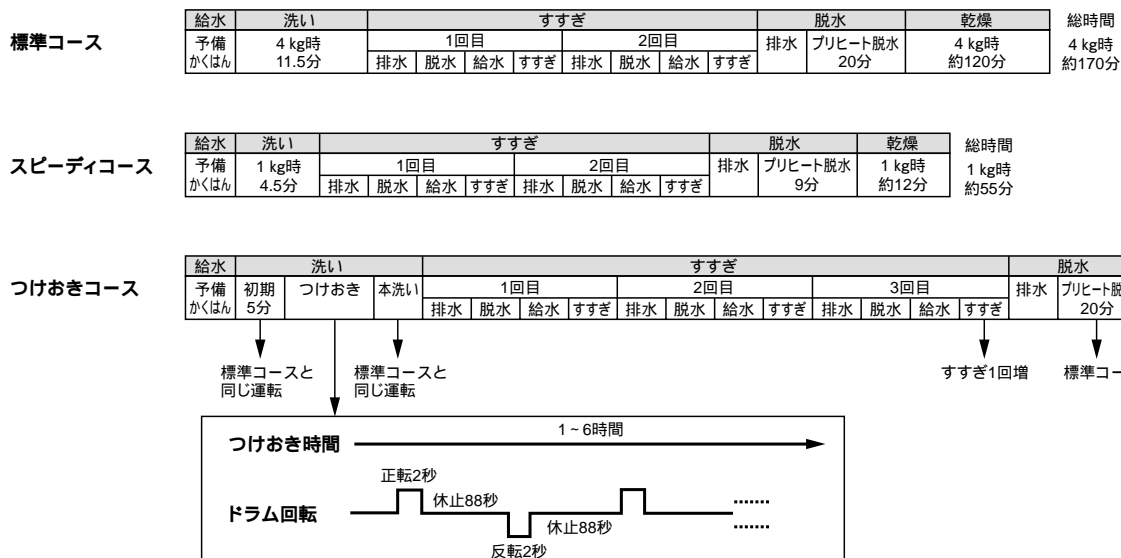 標準コース
給水 洗い すすぎ 脱水 乾燥 総時間
予備かくはん 4 kg時 11.5分 1回目 2回目 排水 プリヒート脱水 20分 4 kg時 約120分 4 kg時 約170分
排水 脱水 給水 すすぎ 排水 脱水 給水 すすぎ
スピーディコース
給水 洗い すすぎ 脱水 乾燥 総時間
予備かくはん 1 kg時 4.5分 1回目 2回目 排水 プリヒート脱水 9分 1 kg時 約12分 1 kg時 約55分
排水 脱水 給水 すすぎ 排水 脱水 給水 すすぎ
つけおきコース
給水 洗い すすぎ 脱水
予備かくはん 初期 5分 つけおき 本洗い 1回目 2回目 3回目 排水 プリヒート脱 20分
排水 脱水 給水 すすぎ 排水 脱水 給水 すすぎ 排水 脱水 給水 すすぎ
標準コースと 標準コースと すすぎ1回増 標準コー
同じ運転 同じ運転
つけおき時間 1~6時間
正転2秒
休止88秒
ドラム回転
休止88秒
反転2秒